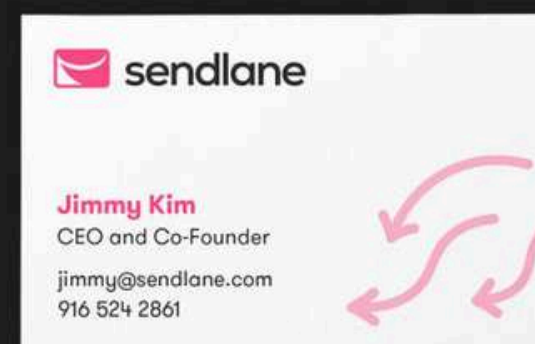 sendlane
Jimmy Kim
CEO and Co-Founder
jimmy@sendlane.com
916 524 2861